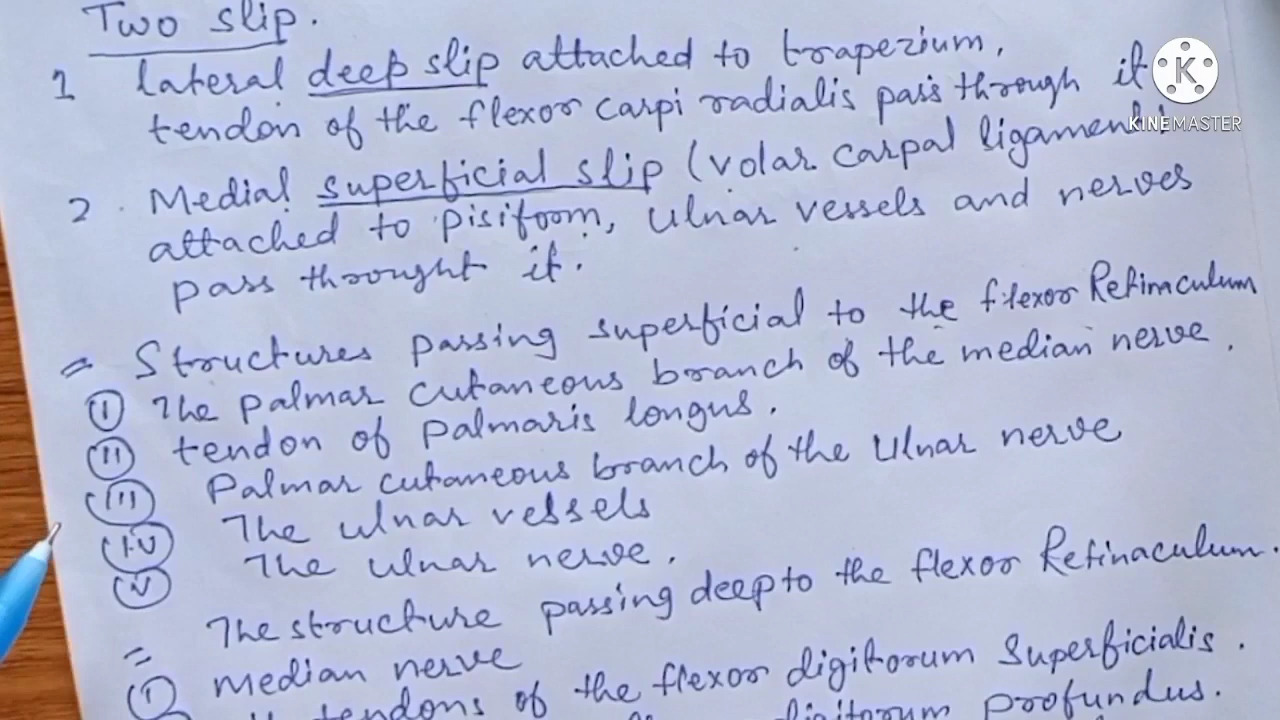 Two slip.
1 lateral deep slip attached to trapezium,
tendon of the flexor carpi radialis pass through it
2. Medial superficial slip (volar carpal ligament)
attached to pisiform, ulnar vessels and nerves
pass throught it.
= Structures passing superficial to the flexor Retinaculum
(I) The palmar cutaneous branch of the median nerve.
(II) tendon of palmaris longus.
(III) Palmar cutaneous branch of the Ulnar nerve
(IV) The ulnar vessels
(V) The ulnar nerve.
= The structure passing deep to the flexor Retinaculum.
(I) Median nerve
tendons of the flexor digitorum Superficialis.
digitorum profundus.
K
KINEMASTER